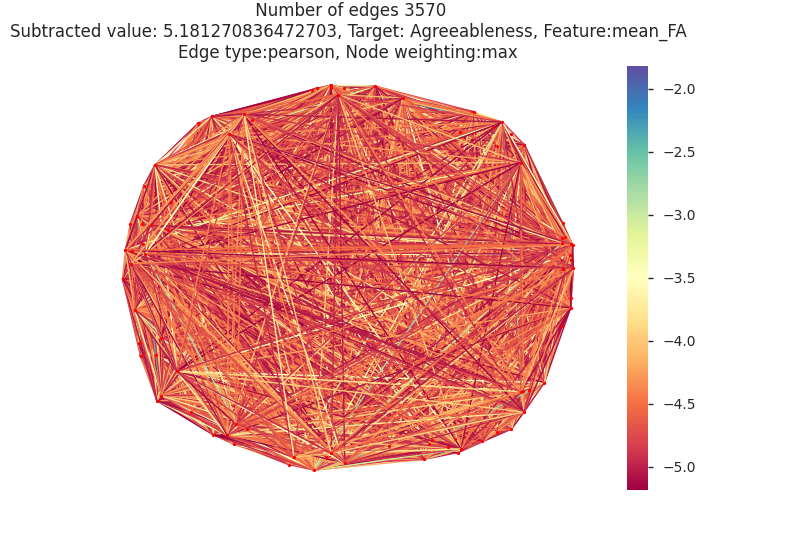 Number of edges 3570
Subtracted value: 5.181270836472703, Target: Agreeableness, Feature:mean_FA
Edge type:pearson, Node weighting:max
−2.0
−2.5
−3.0
−3.5
−4.0
−4.5
−5.0